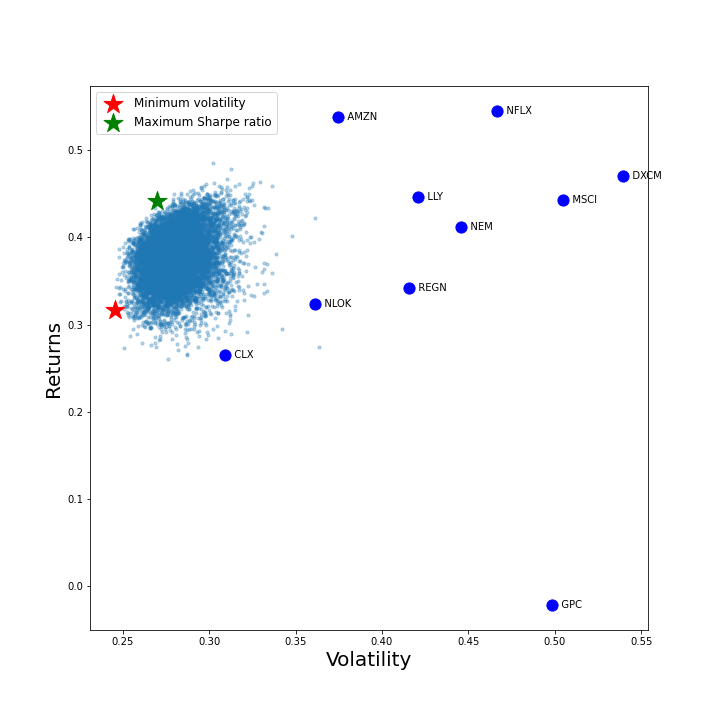 Minimum volatility
Maximum Sharpe ratio
AMZN
NFLX
DXCM
LLY
MSCI
NEM
REGN
NLOK
CLX
GPC
0.5
0.4
0.3
0.2
0.1
0.0
Returns
0.25 0.30 0.35 0.40 0.45 0.50 0.55
Volatility